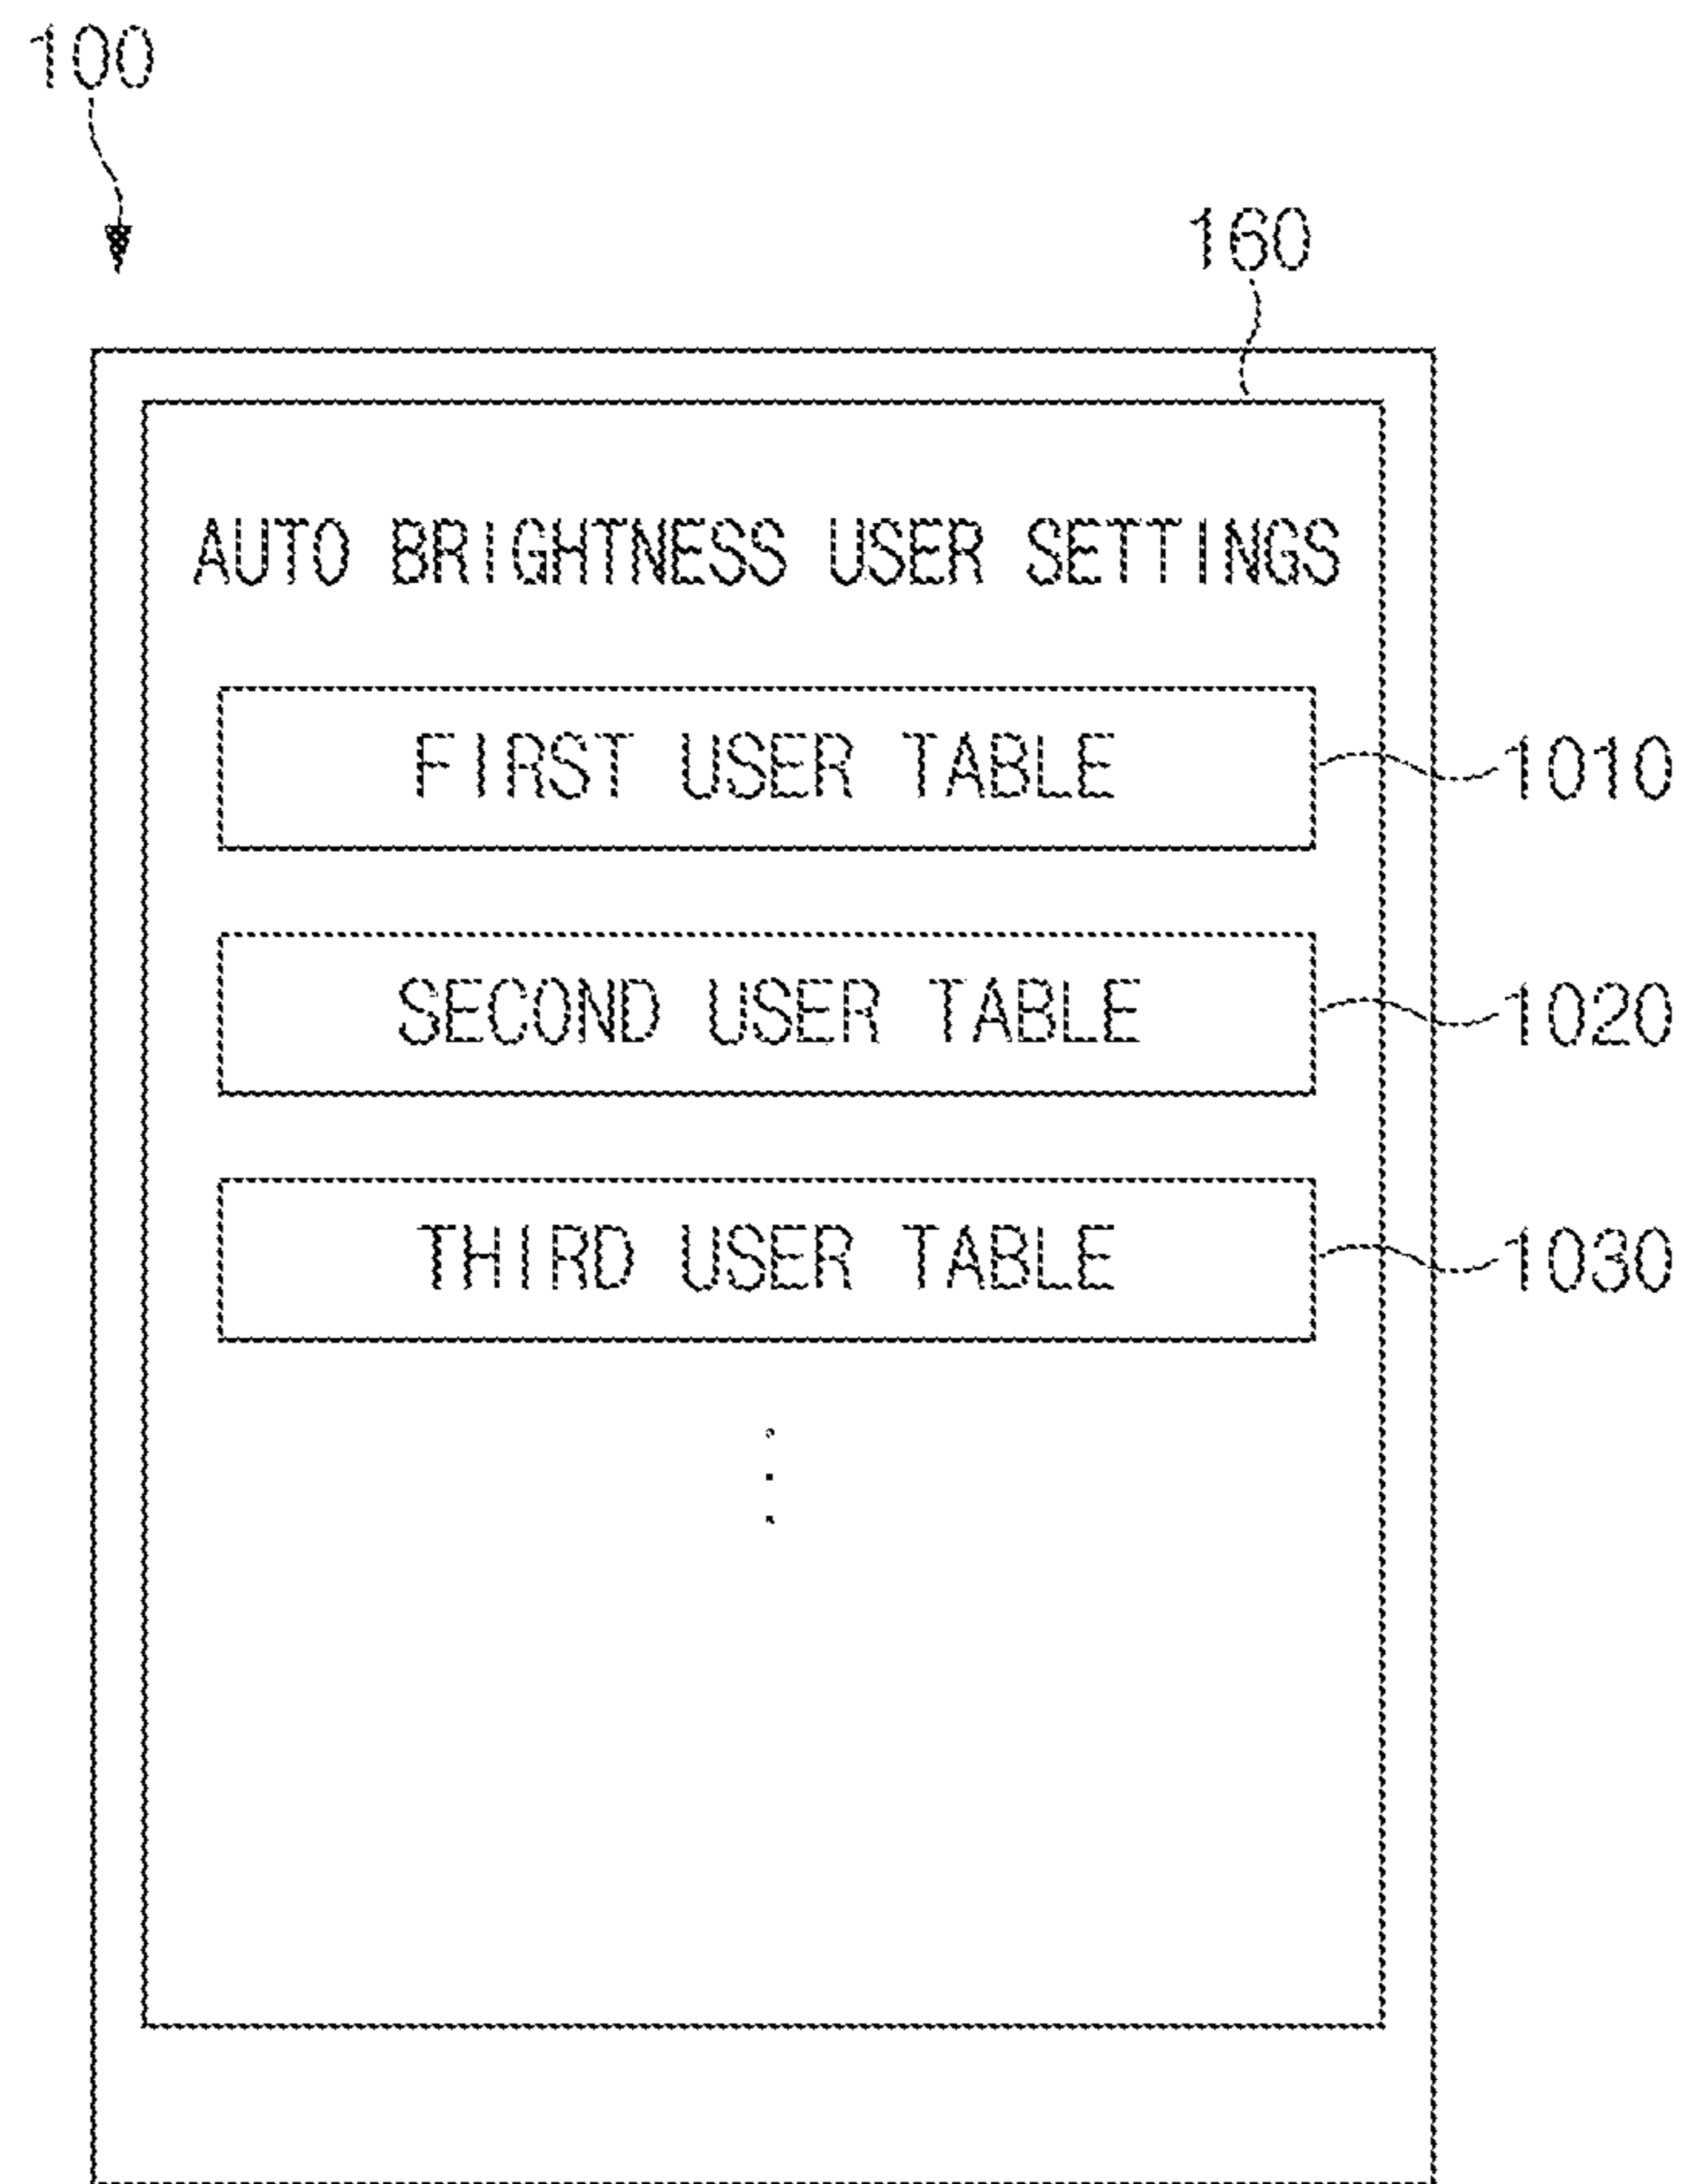 100
160
AUTO BRIGHTNESS USER SETTINGS
FIRST USER TABLE
1010
SECOND USER TABLE
1020
THIRD USER TABLE
1030